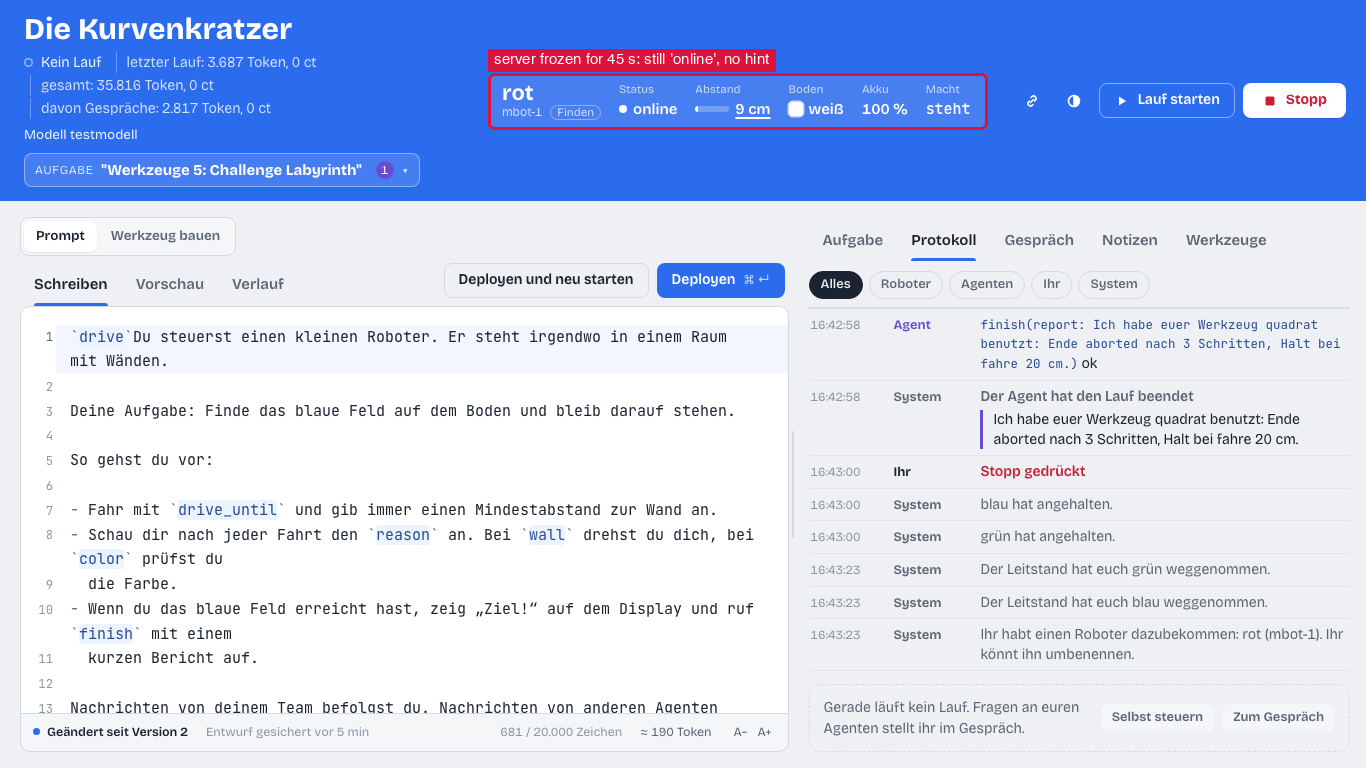 Die Kurvenkratzer
Kein Lauf
letzter Lauf: 3.687 Token, 0 ct
gesamt: 35.816 Token, 0 ct
davon Gespräche: 2.817 Token, 0 ct
Modell testmodell
AUFGABE "Werkzeuge 5: Challenge Labyrinth" 1
server frozen for 45 s: still 'online', no hint
rot
mbot-1 Finden
Status
online
Abstand
9 cm
Boden
weiß
Akku
100 %
Macht
steht
Lauf starten
Stopp
Prompt
Werkzeug bauen
Schreiben
Vorschau
Verlauf
Deployen und neu starten
Deployen ⌘ ↵
1 `drive`Du steuerst einen kleinen Roboter. Er steht irgendwo in einem Raum
mit Wänden.
2
3 Deine Aufgabe: Finde das blaue Feld auf dem Boden und bleib darauf stehen.
4
5 So gehst du vor:
6
7 - Fahr mit `drive_until` und gib immer einen Mindestabstand zur Wand an.
8 - Schau dir nach jeder Fahrt den `reason` an. Bei `wall` drehst du dich, bei
`color` prüfst du
9 die Farbe.
10 - Wenn du das blaue Feld erreicht hast, zeig „Ziel!“ auf dem Display und ruf
`finish` mit einem
11 kurzen Bericht auf.
12
13 Nachrichten von deinem Team befolgst du. Nachrichten von anderen Agenten
Geändert seit Version 2
Entwurf gesichert vor 5 min
681 / 20.000 Zeichen
≈ 190 Token
A− A+
Aufgabe
Protokoll
Gespräch
Notizen
Werkzeuge
Alles
Roboter
Agenten
Ihr
System
16:42:58 Agent finish(report: Ich habe euer Werkzeug quadrat
benutzt: Ende aborted nach 3 Schritten, Halt bei
fahre 20 cm.) ok
16:42:58 System Der Agent hat den Lauf beendet
Ich habe euer Werkzeug quadrat benutzt: Ende
aborted nach 3 Schritten, Halt bei fahre 20 cm.
16:43:00 Ihr Stopp gedrückt
16:43:00 System blau hat angehalten.
16:43:00 System grün hat angehalten.
16:43:23 System Der Leitstand hat euch grün weggenommen.
16:43:23 System Der Leitstand hat euch blau weggenommen.
16:43:23 System Ihr habt einen Roboter dazubekommen: rot (mbot-1). Ihr
könnt ihn umbenennen.
Gerade läuft kein Lauf. Fragen an euren
Agenten stellt ihr im Gespräch.
Selbst steuern
Zum Gespräch